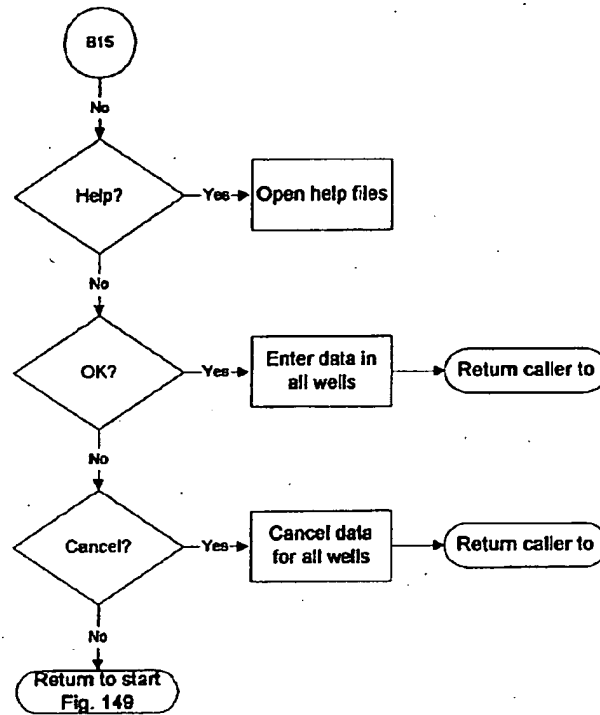 B15
No
Help?
Yes
Open help files
No
OK?
Yes
Enter data in
all wells
Return caller to
No
Cancel?
Yes
Cancel data
for all wells
Return caller to
No
Return to start
Fig. 149